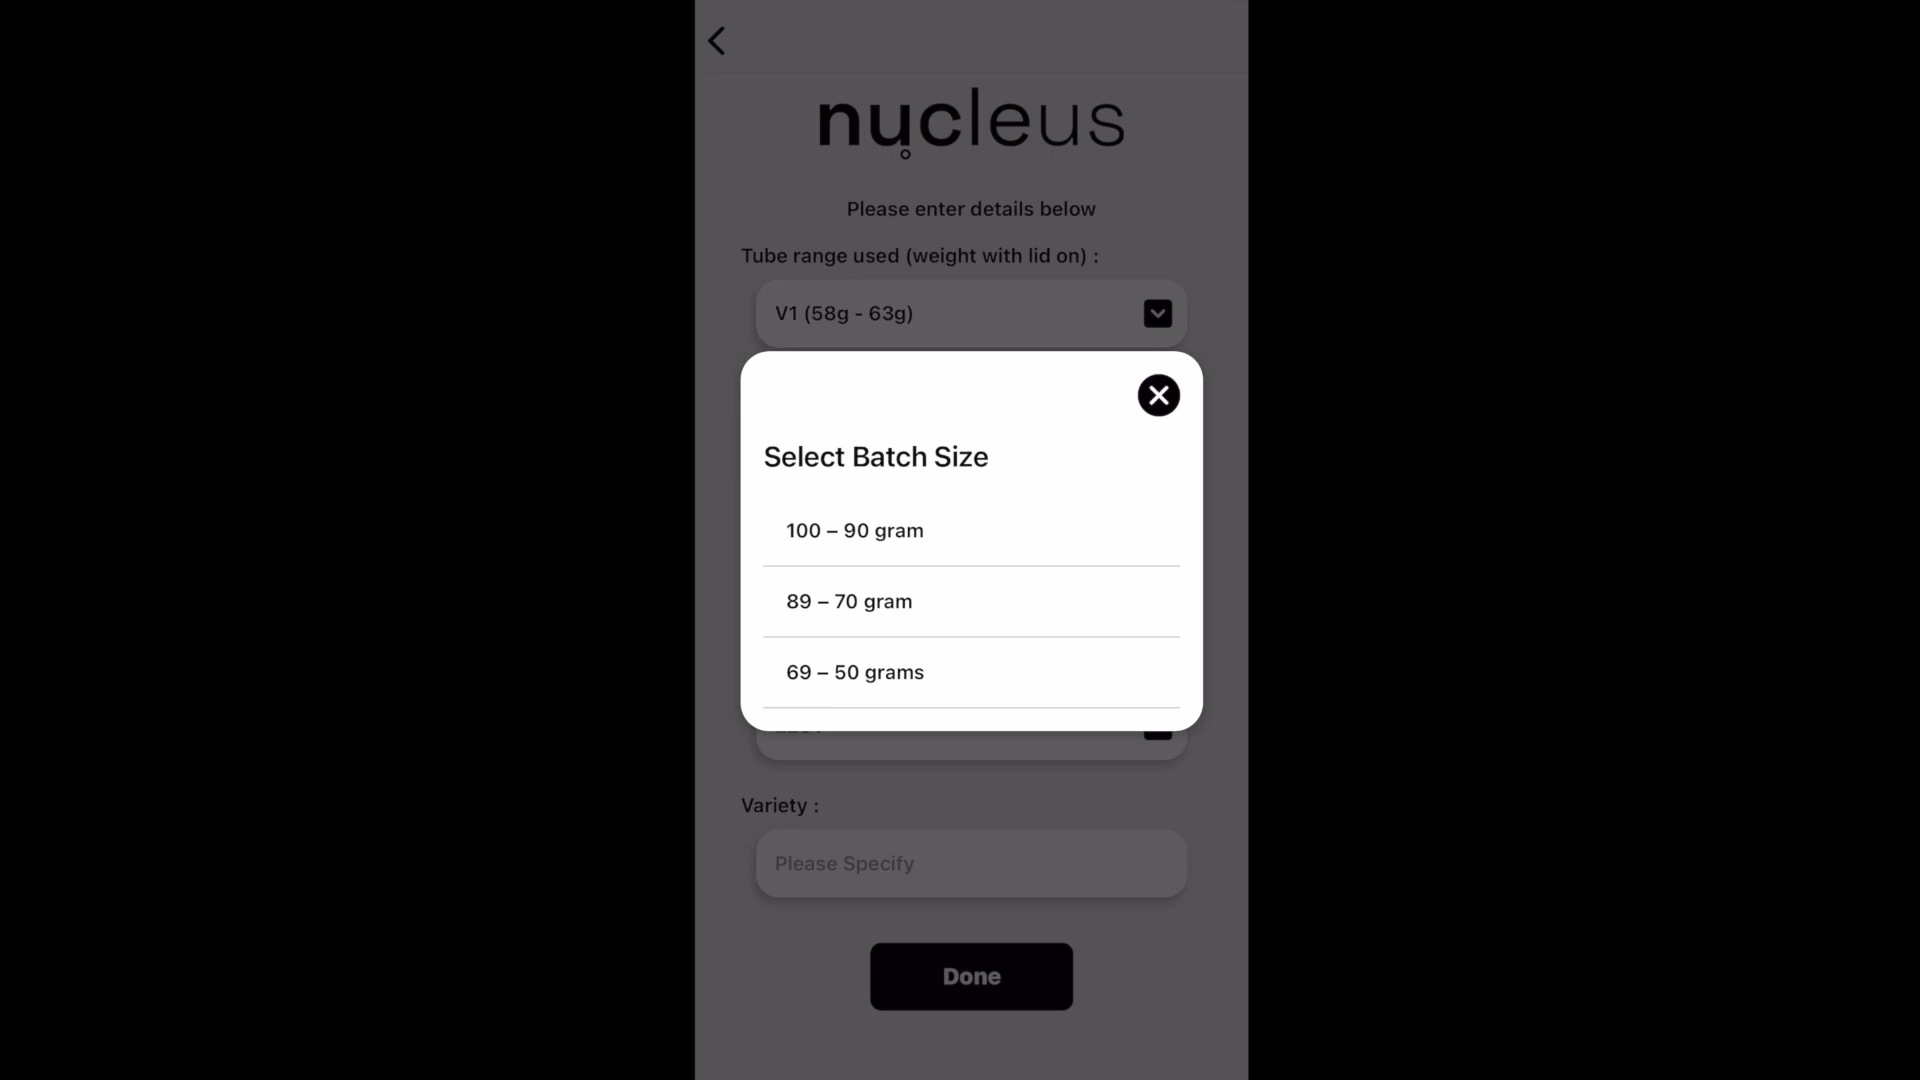 nucleus
Please enter details below
Tube range used (weight with lid on) :
V1 (58g - 63g)
Select Batch Size
100 – 90 gram
89 – 70 gram
69 – 50 grams
Variety :
Please Specify
Done